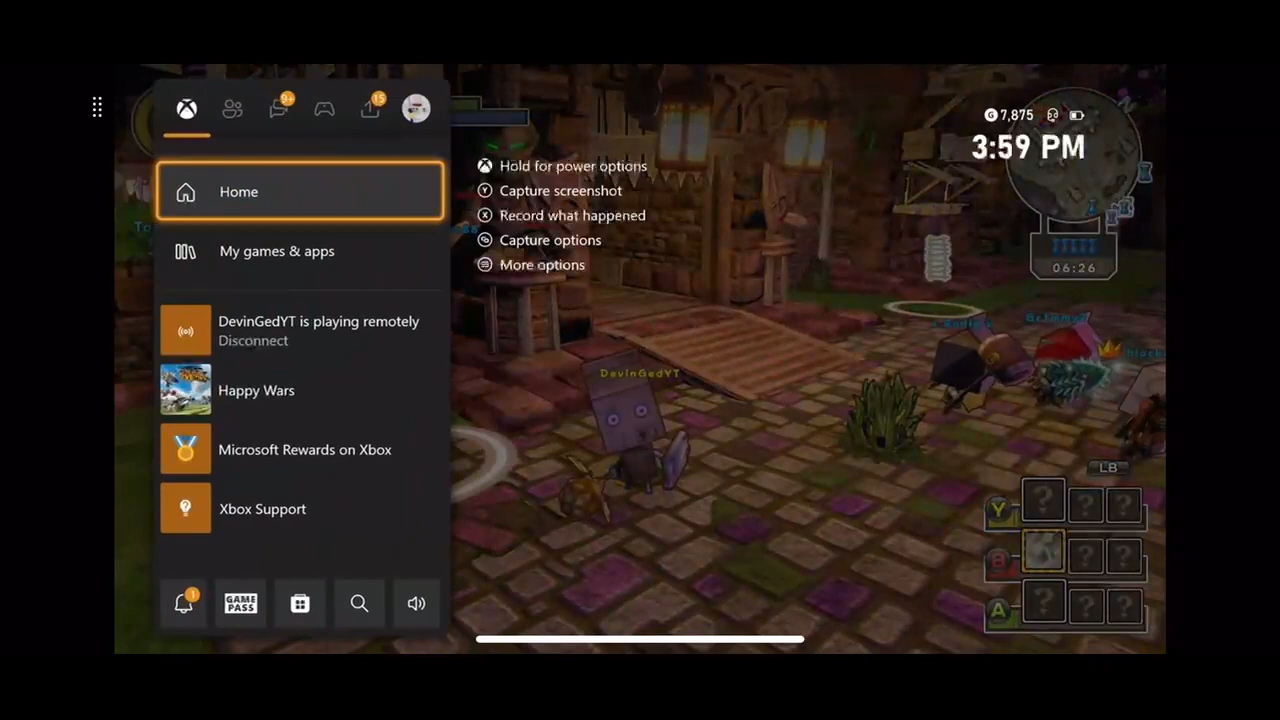 9+
15
Home
My games & apps
DevinGedYT is playing remotely
Disconnect
Happy Wars
Microsoft Rewards on Xbox
Xbox Support
1
GAME PASS
Hold for power options
Y Capture screenshot
X Record what happened
Capture options
More options
G 7,875
3:59 PM
N
06:26
DevinGedYT
LB
Y ? ? ?
B ? ?
A ? ? ?